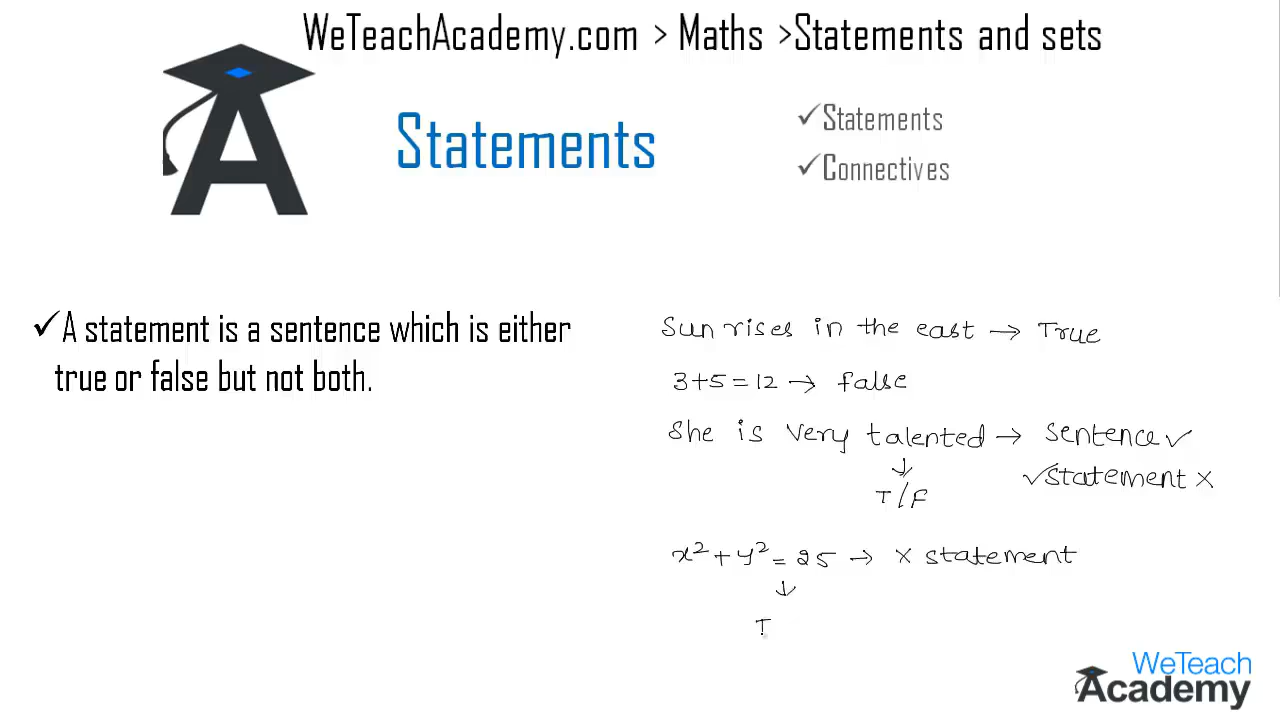 WeTeachAcademy.com > Maths >Statements and sets
Statements
✓Statements
✓Connectives
✓A statement is a sentence which is either
true or false but not both.
Sun rises in the east → True
3+5=12 → false
She is very talented → sentence✓
↓
✓statement ×
T/F
x²+y²=25 → × statement
↓
T
WeTeach
Academy